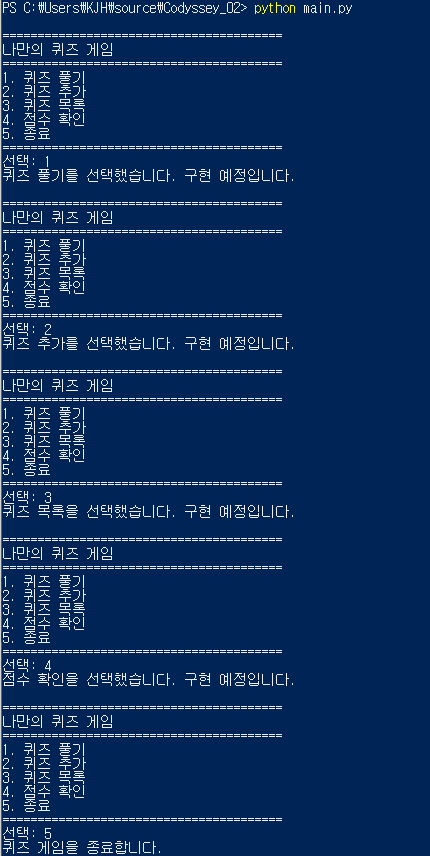 PS C:\Users\KJH\source\Codyssey_02> python main.py
========================================
나만의 퀴즈 게임
========================================
1. 퀴즈 풀기
2. 퀴즈 추가
3. 퀴즈 목록
4. 점수 확인
5. 종료
========================================
선택: 1
퀴즈 풀기를 선택했습니다. 구현 예정입니다.
========================================
나만의 퀴즈 게임
========================================
1. 퀴즈 풀기
2. 퀴즈 추가
3. 퀴즈 목록
4. 점수 확인
5. 종료
========================================
선택: 2
퀴즈 추가를 선택했습니다. 구현 예정입니다.
========================================
나만의 퀴즈 게임
========================================
1. 퀴즈 풀기
2. 퀴즈 추가
3. 퀴즈 목록
4. 점수 확인
5. 종료
========================================
선택: 3
퀴즈 목록을 선택했습니다. 구현 예정입니다.
========================================
나만의 퀴즈 게임
========================================
1. 퀴즈 풀기
2. 퀴즈 추가
3. 퀴즈 목록
4. 점수 확인
5. 종료
========================================
선택: 4
점수 확인을 선택했습니다. 구현 예정입니다.
========================================
나만의 퀴즈 게임
========================================
1. 퀴즈 풀기
2. 퀴즈 추가
3. 퀴즈 목록
4. 점수 확인
5. 종료
========================================
선택: 5
퀴즈 게임을 종료합니다.